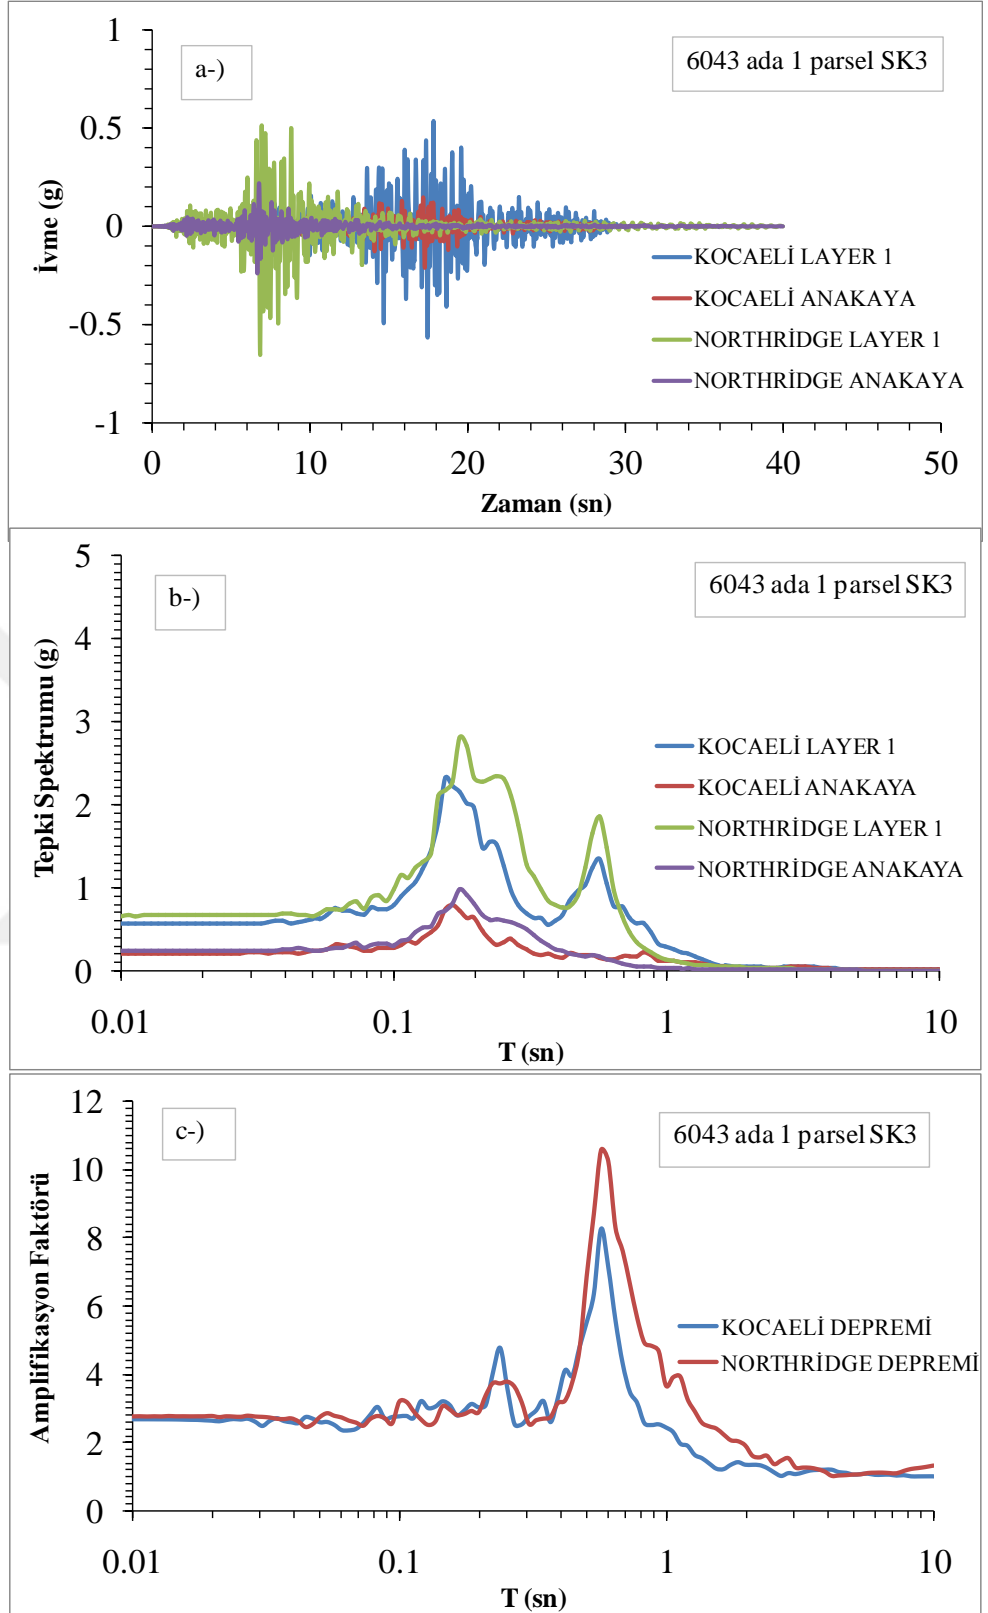 a-)
6043 ada 1 parsel SK3
İvme (g)
1
0.5
0
-0.5
-1
KOCAELİ LAYER 1
KOCAELİ ANAKAYA
NORTHRİDGE LAYER 1
NORTHRİDGE ANAKAYA
0 10 20 30 40 50
Zaman (sn)
b-)
6043 ada 1 parsel SK3
Tepki Spektrumu (g)
5
4
3
2
1
0
KOCAELİ LAYER 1
KOCAELİ ANAKAYA
NORTHRİDGE LAYER 1
NORTHRİDGE ANAKAYA
0.01 0.1 1 10
T (sn)
c-)
6043 ada 1 parsel SK3
Amplifikasyon Faktörü
12
10
8
6
4
2
0
KOCAELİ DEPREMİ
NORTHRİDGE DEPREMİ
0.01 0.1 1 10
T (sn)